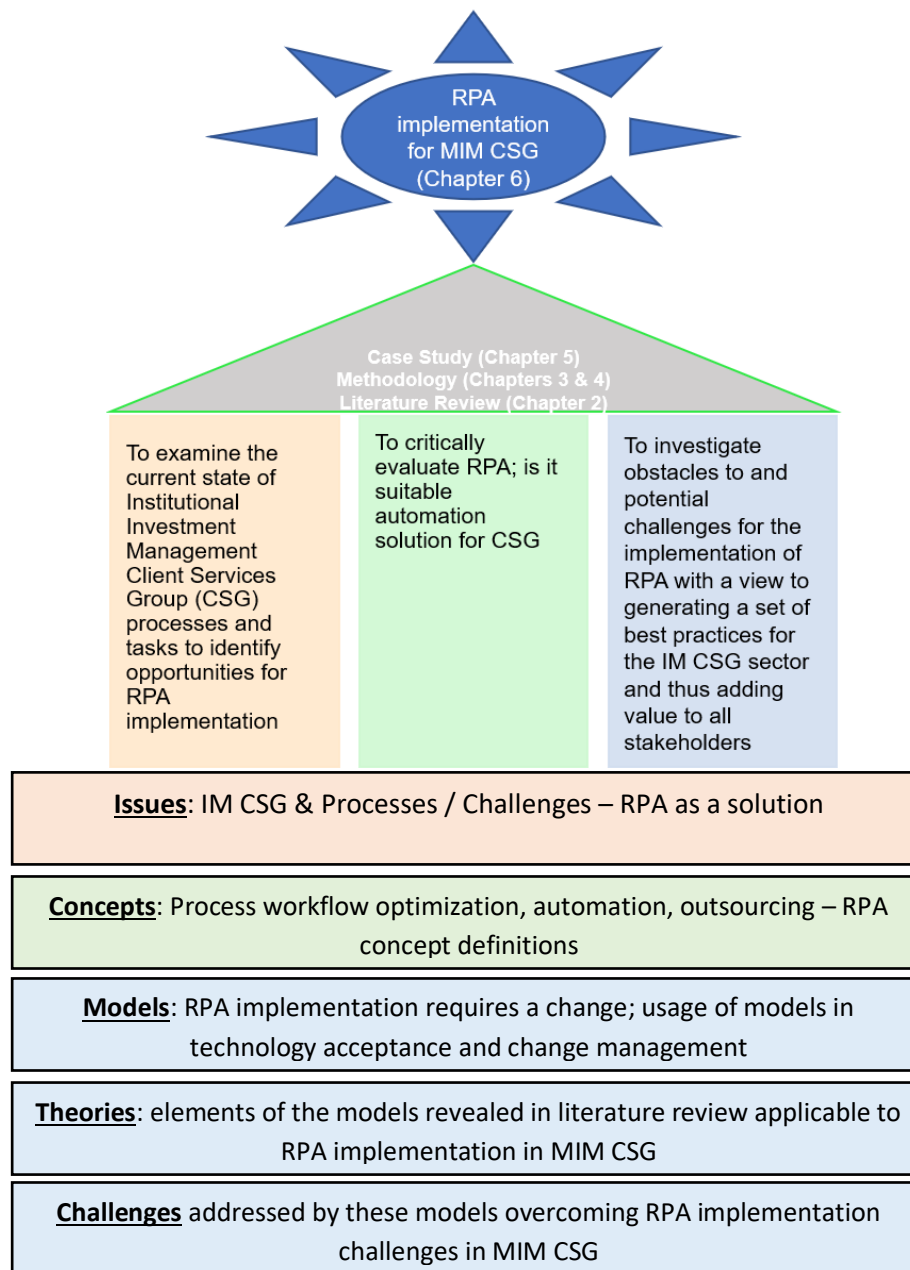 RPA
implementation
for MIM CSG
(Chapter 6)
Case Study (Chapter 5)
Methodology (Chapters 3 & 4)
Literature Review (Chapter 2)
To examine the
current state of
Institutional
Investment
Management
Client Services
Group (CSG)
processes and
tasks to identify
opportunities for
RPA
implementation
To critically
evaluate RPA; is it
suitable
automation
solution for CSG
To investigate
obstacles to and
potential
challenges for the
implementation of
RPA with a view to
generating a set of
best practices for
the IM CSG sector
and thus adding
value to all
stakeholders
Issues: IM CSG & Processes / Challenges – RPA as a solution
Concepts: Process workflow optimization, automation, outsourcing – RPA
concept definitions
Models: RPA implementation requires a change; usage of models in
technology acceptance and change management
Theories: elements of the models revealed in literature review applicable to
RPA implementation in MIM CSG
Challenges addressed by these models overcoming RPA implementation
challenges in MIM CSG